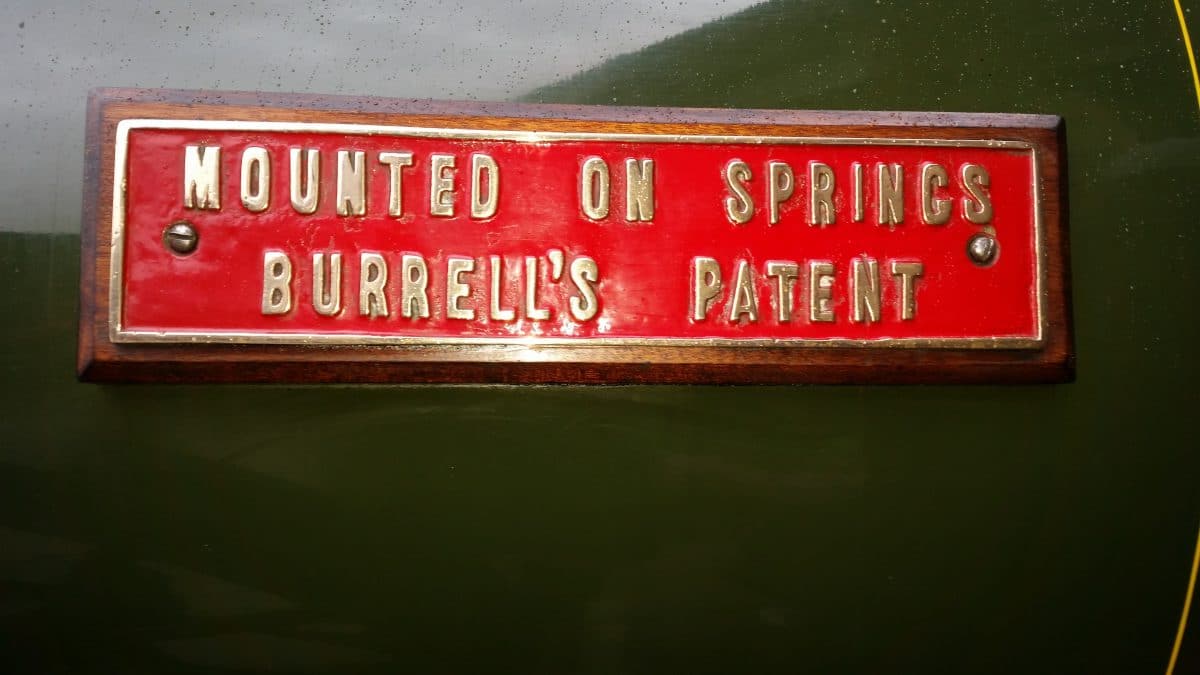 MOUNTED ON SPRINGS
BURRELL'S PATENT